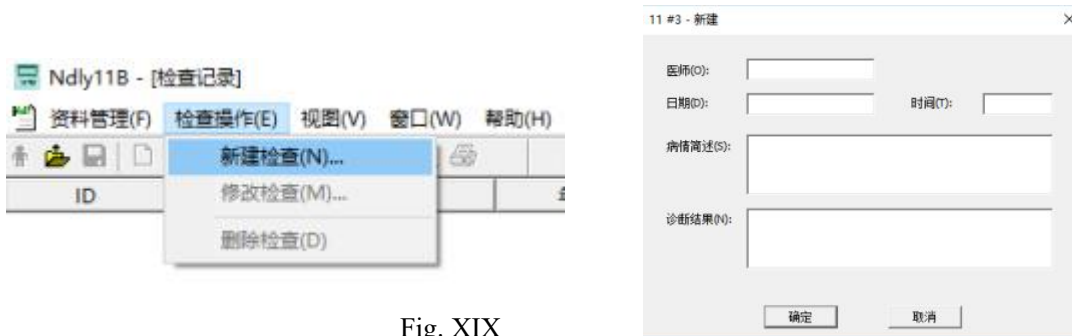 Ndly11B - [检查记录]
资料管理(F) 检查操作(E) 视图(V) 窗口(W) 帮助(H)
新建检查(N)...
ID
修改检查(M)...
删除检查(D)
11 #3 - 新建
医师(O):
日期(D): 时间(T):
病情简述(S):
诊断结果(N):
确定 取消
Fig. XIX